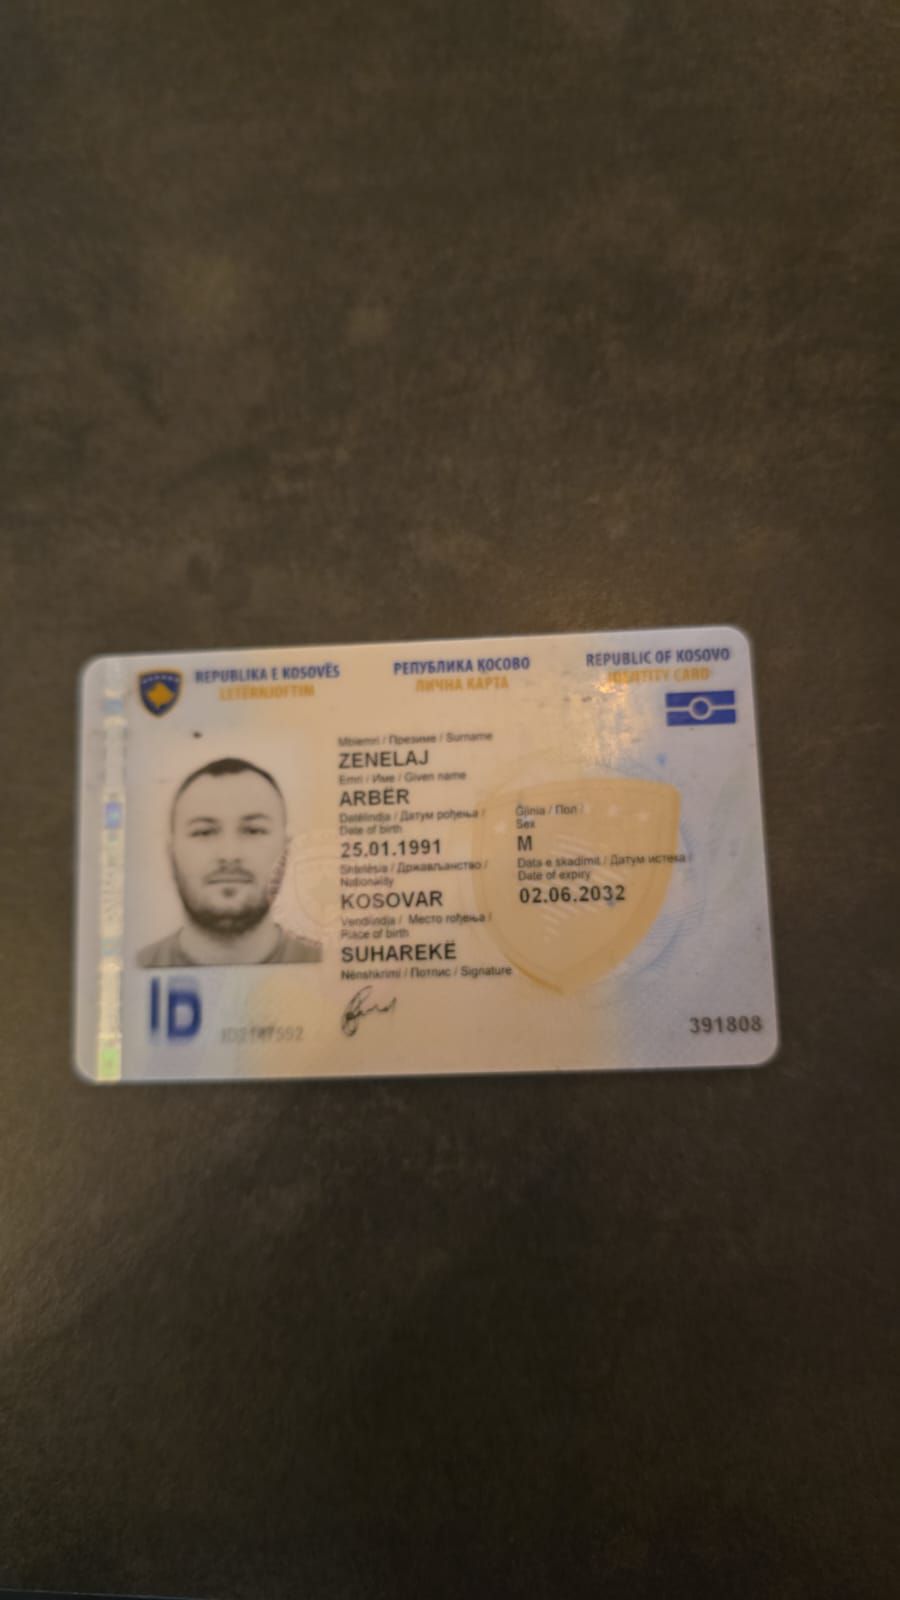 REPUBLIKA E KOSOVËS
LETËRNJOFTIM
РЕПУБЛИКА КОСОВО
ЛИЧНА КАРТА
REPUBLIC OF KOSOVO
IDENTITY CARD
Mbiemri / Презиме / Surname
ZENELAJ
Emri / Име / Given name
ARBËR
Datëlindja / Датум рођења /
Date of birth
25.01.1991
Gjinia / Пол /
Sex
M
Shtetësia / Држављанство /
Nationality
KOSOVAR
Data e skadimit / Датум истека /
Date of expiry
02.06.2032
Vendlindja / Место рођења /
Place of birth
SUHAREKË
Nënshkrimi / Потпис / Signature
ID
391808